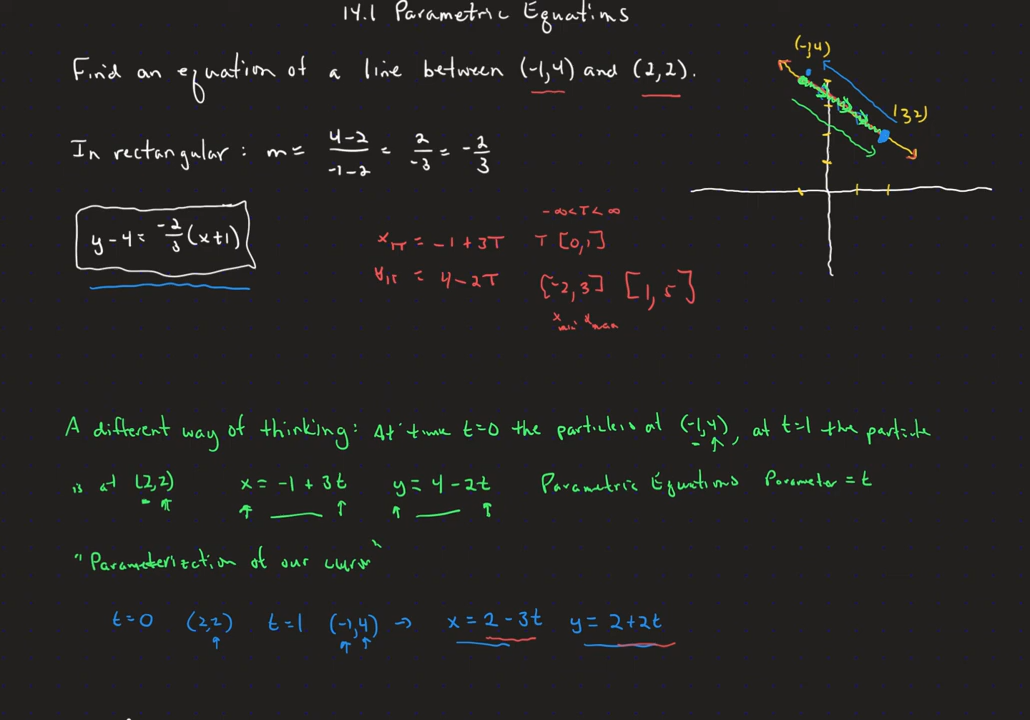 14.1 Parametric Equations
Find an equation of a line between (-1,4) and (2,2).
(-1,4)
In rectangular: m = 4-2/-1-2 = 2/-3 = -2/3
y-4 = -2/3 (x+1)
-∞<T<∞
x₁T = -1+3T T [0,1]
y₁T = 4-2T [-2,3] [1,5]
xmin xmax
A different way of thinking: At time t=0 the particle is at (-1,4), at t=1 the particle
is at (2,2) x = -1 + 3t y = 4 - 2t Parametric Equations Parameter = t
"Parameterization of our curve"
t=0 (2,2) t=1 (-1,4) → x = 2 - 3t y = 2+2t